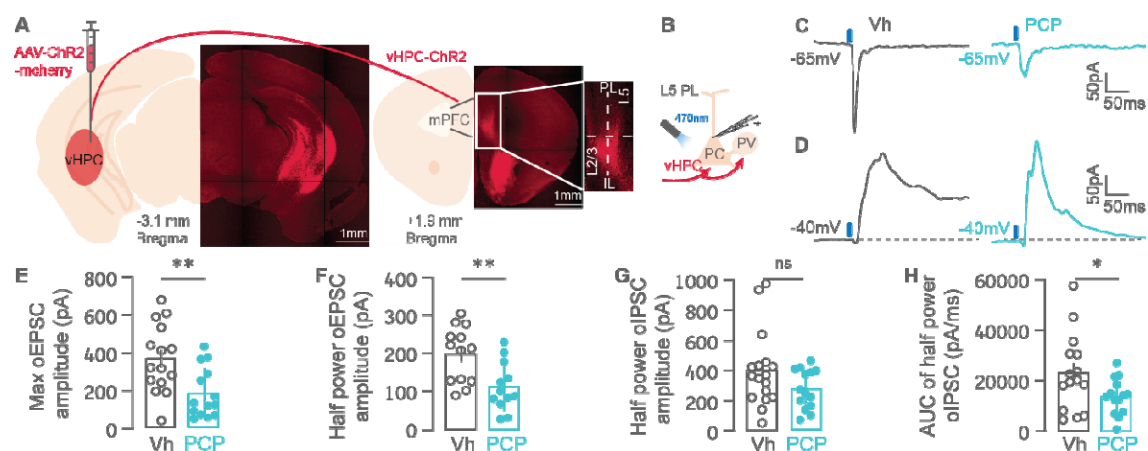 A
AAV-ChR2
-mcherry
vHPC
-3.1 mm
Bregma
1mm
vHPC-ChR2
mPFC
+1.9 mm
Bregma
1mm
PL
L5
L2/3
IL
B
L5 PL
470nm
vHPC
PC
PV
C
Vh
PCP
-65mV
-65mV
50pA
50ms
D
-40mV
-40mV
50pA
50ms
E
Max oEPSC
amplitude (pA)
800
600
400
200
0
**
Vh
PCP
F
Half power oEPSC
amplitude (pA)
400
300
200
100
0
**
Vh
PCP
G
Half power oIPSC
amplitude (pA)
1000
800
600
400
200
0
ns
Vh
PCP
H
AUC of half power
oIPSC (pA/ms)
60000
40000
20000
0
*
Vh
PCP